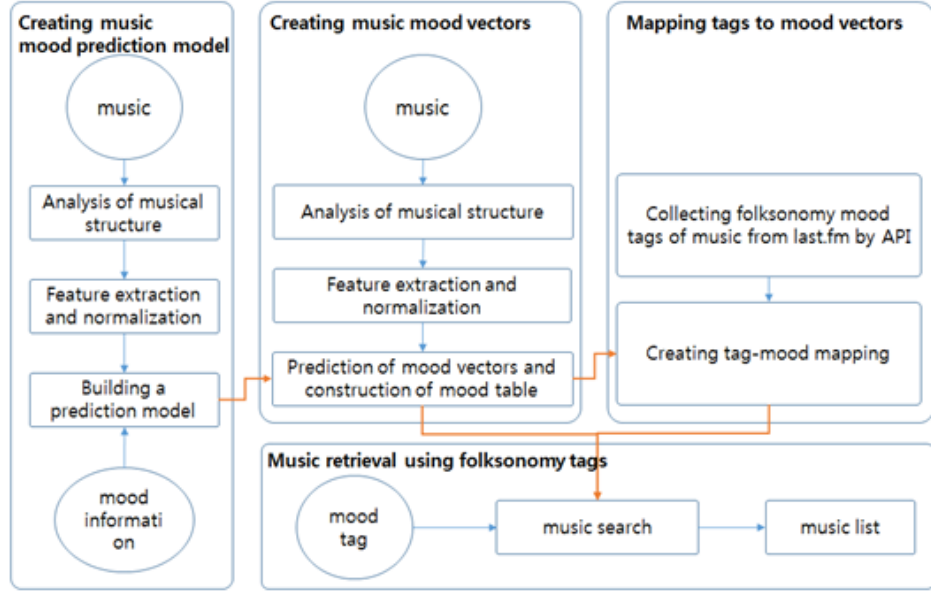 Creating music
mood prediction model
music
Analysis of musical
structure
Feature extraction
and normalization
Building a
prediction model
mood
informati
on
Creating music mood vectors
music
Analysis of musical structure
Feature extraction and
normalization
Prediction of mood vectors and
construction of mood table
Mapping tags to mood vectors
Collecting folksonomy mood
tags of music from last.fm by API
Creating tag-mood mapping
Music retrieval using folksonomy tags
mood
tag
music search
music list